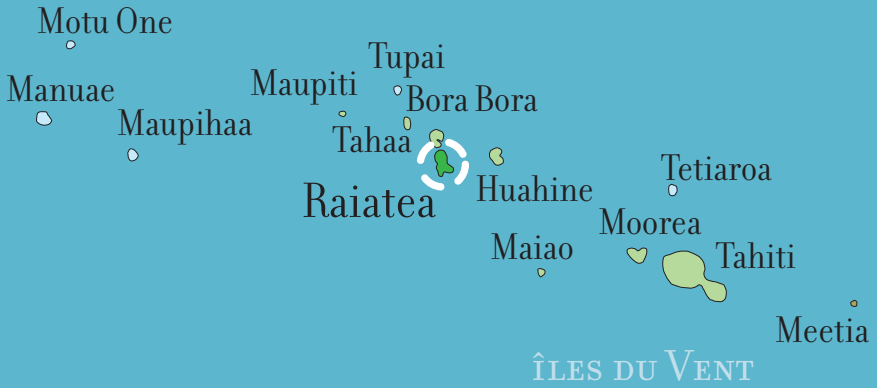 Motu One
Tupai
Manuae
Maupiti
Bora Bora
Maupihaa
Tahaa
Tetiaroa
Raiatea
Huahine
Moorea
Maiao
Tahiti
Meetia
ÎLES DU VENT